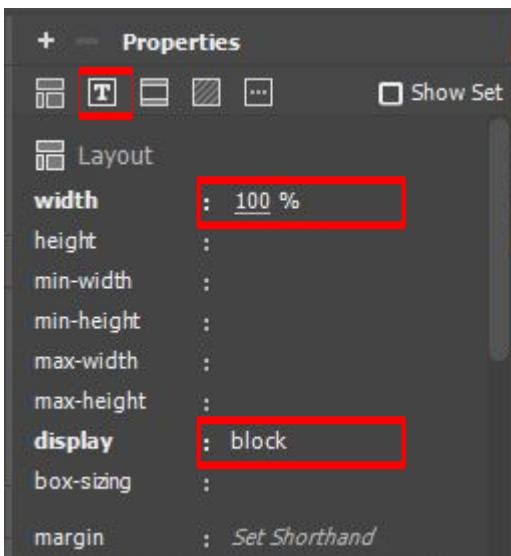 + — Properties
T Show Set
Layout
width : 100 %
height :
min-width :
min-height :
max-width :
max-height :
display : block
box-sizing :
margin : Set Shorthand